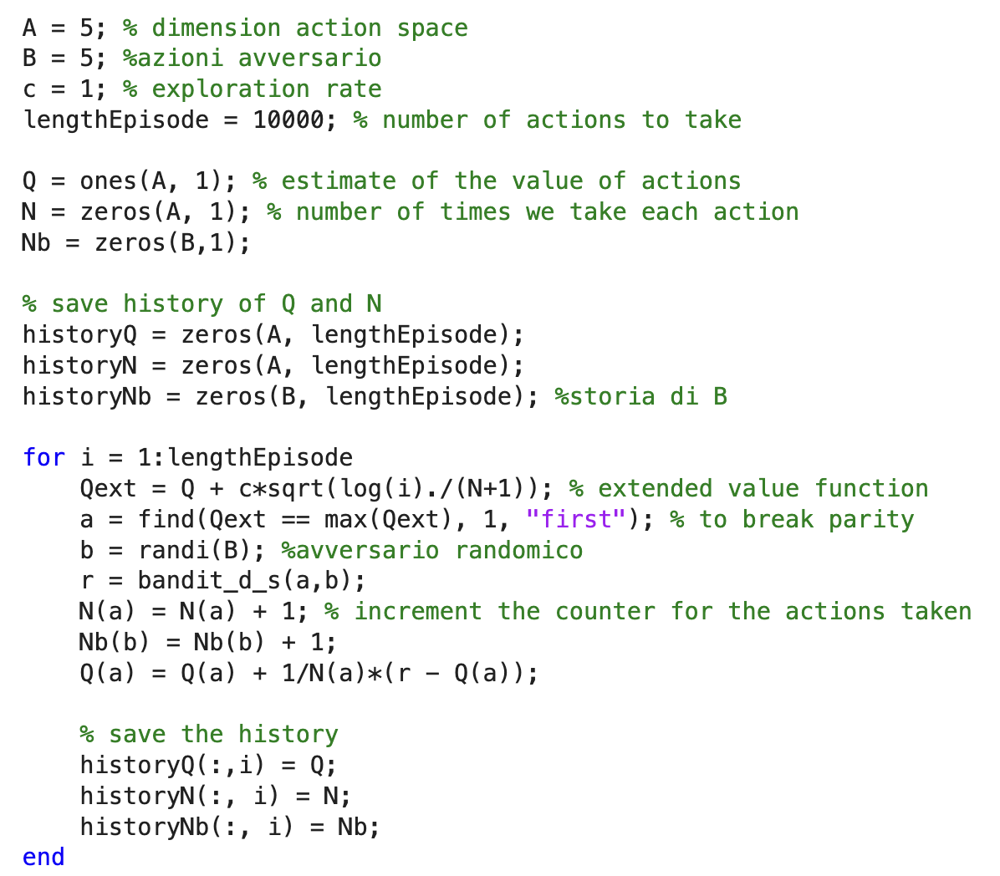 A = 5; % dimension action space
B = 5; %azioni avversario
c = 1; % exploration rate
lengthEpisode = 10000; % number of actions to take
Q = ones(A, 1); % estimate of the value of actions
N = zeros(A, 1); % number of times we take each action
Nb = zeros(B,1);
% save history of Q and N
historyQ = zeros(A, lengthEpisode);
historyN = zeros(A, lengthEpisode);
historyNb = zeros(B, lengthEpisode); %storia di B
for i = 1:lengthEpisode
    Qext = Q + c*sqrt(log(i)./(N+1)); % extended value function
    a = find(Qext == max(Qext), 1, "first"); % to break parity
    b = randi(B); %avversario randomico
    r = bandit_d_s(a,b);
    N(a) = N(a) + 1; % increment the counter for the actions taken
    Nb(b) = Nb(b) + 1;
    Q(a) = Q(a) + 1/N(a)*(r - Q(a));
    % save the history
    historyQ(:,i) = Q;
    historyN(:, i) = N;
    historyNb(:, i) = Nb;
end